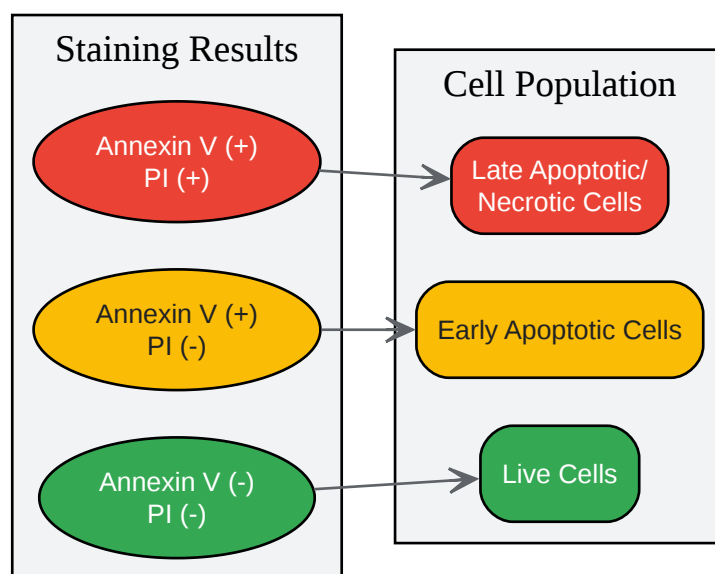 Staining Results
Annexin V (+)
PI (+)
Annexin V (+)
PI (-)
Annexin V (-)
PI (-)
Cell Population
Late Apoptotic/
Necrotic Cells
Early Apoptotic Cells
Live Cells